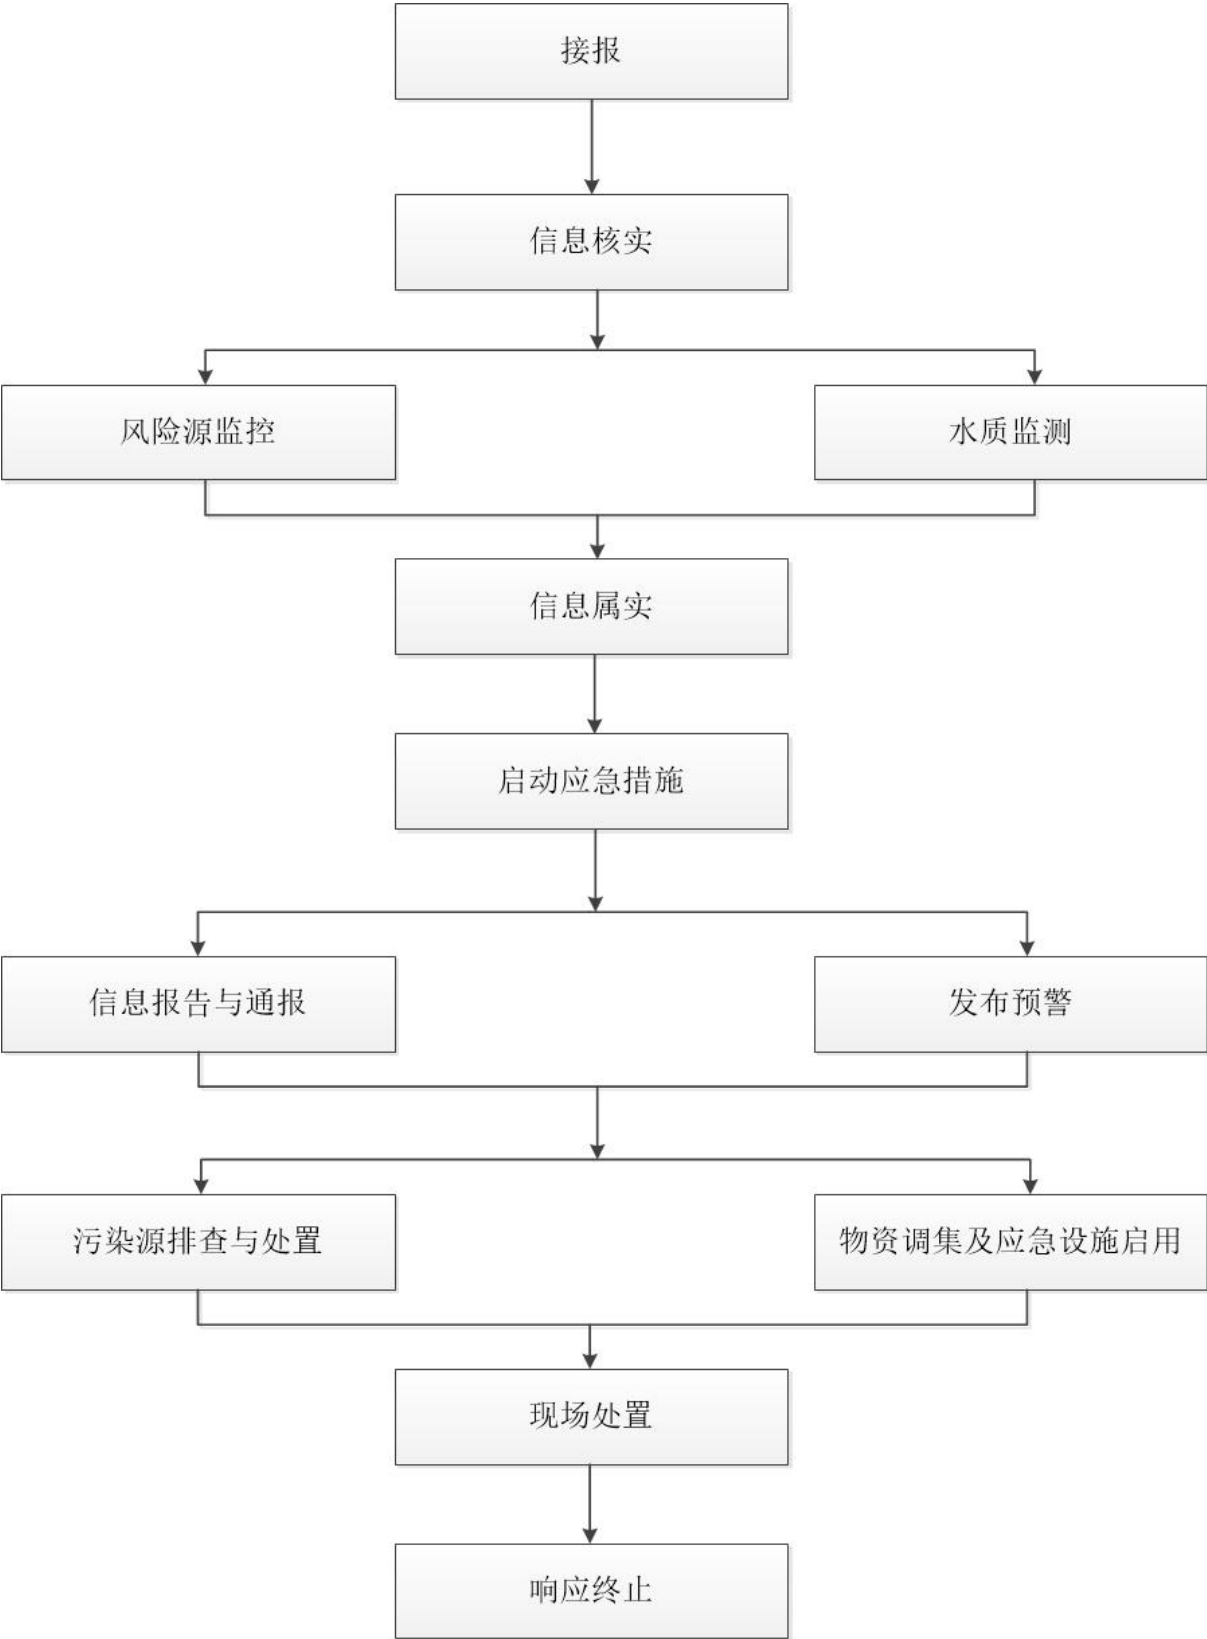 接报
信息核实
风险源监控
水质监测
信息属实
启动应急措施
信息报告与通报
发布预警
污染源排查与处置
物资调集及应急设施启用
现场处置
响应终止